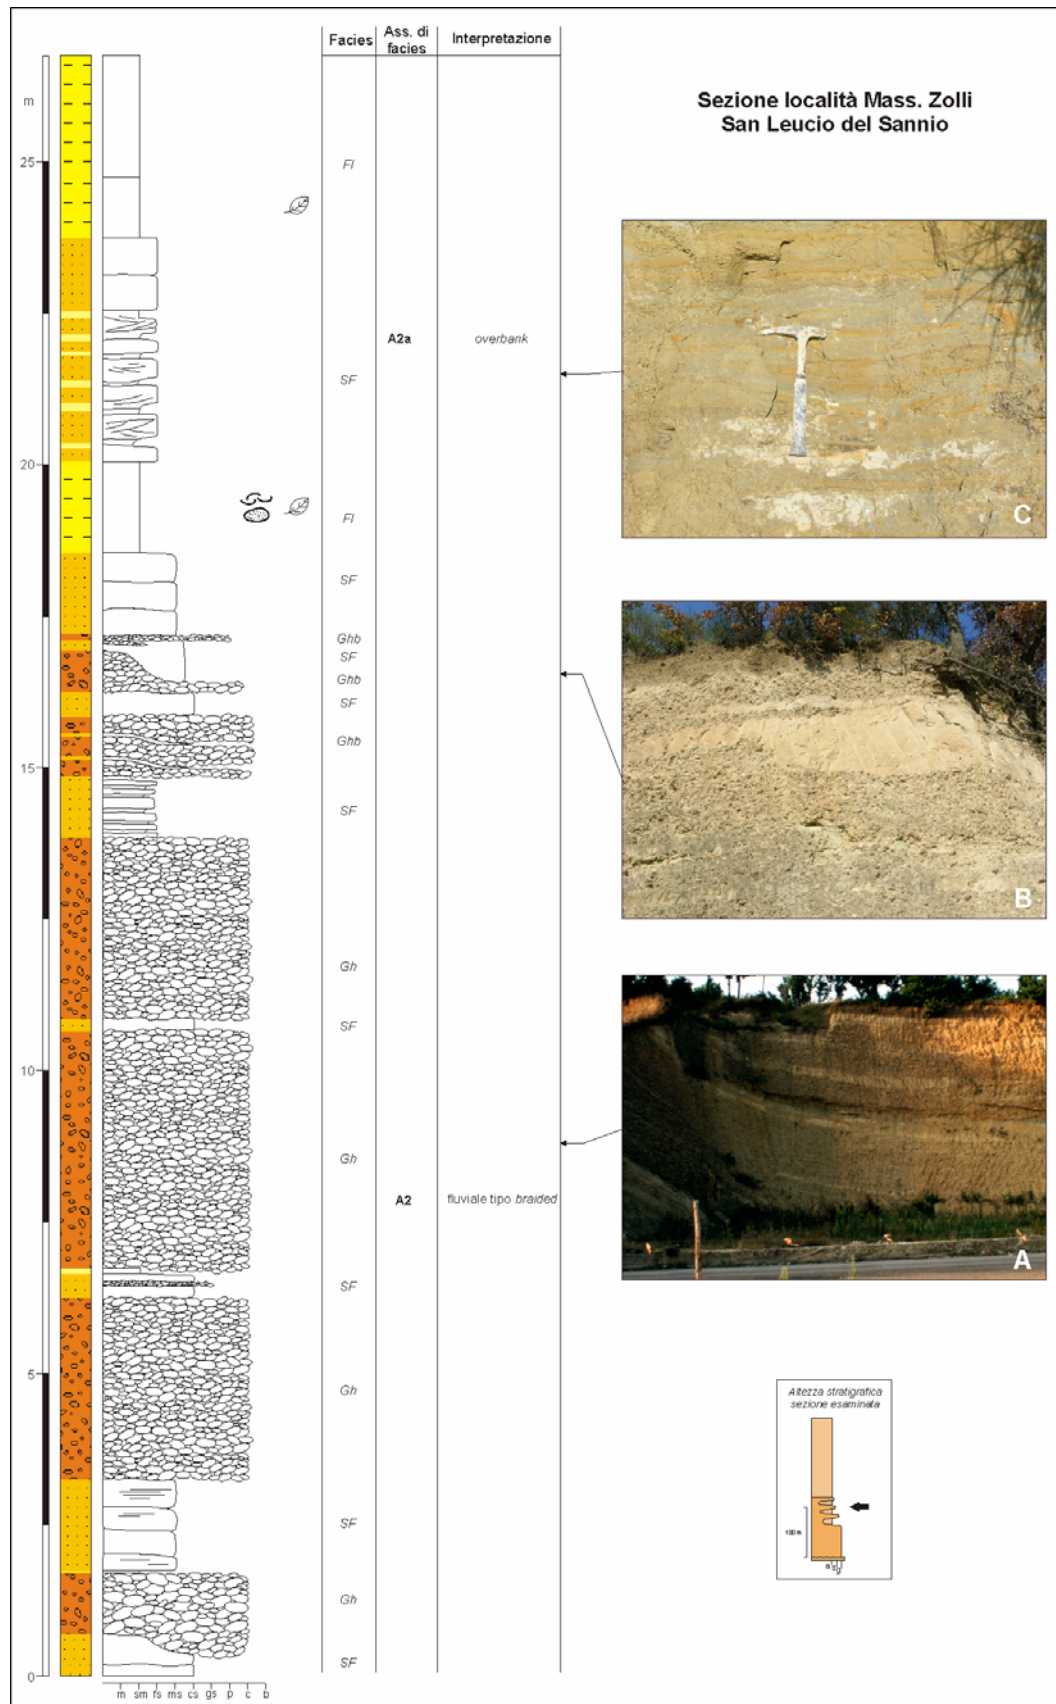 Facies
Ass. di
facies
Interpretazione
Sezione località Mass. Zolli
San Leucio del Sannio
m
25
Fl
A2a
overbank
SF
20
Fl
C
SF
Ghb
SF
Ghb
SF
Ghb
15
SF
B
Gh
SF
10
Gh
A2
fluviale tipo braided
A
SF
5
Gh
Altezza stratigrafica
sezione esaminata
SF
100 m
Gh
SF
0
m sm fs ms cs gs p c b